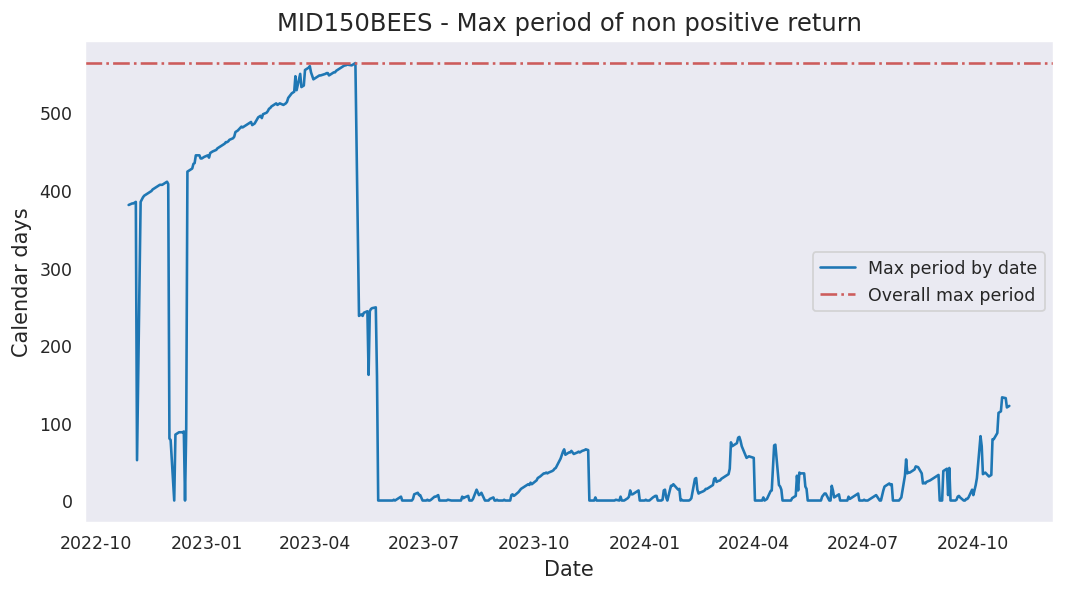 MID150BEES - Max period of non positive return
Calendar days
500
400
300
200
100
0
Max period by date
Overall max period
2022-10 2023-01 2023-04 2023-07 2023-10 2024-01 2024-04 2024-07 2024-10
Date